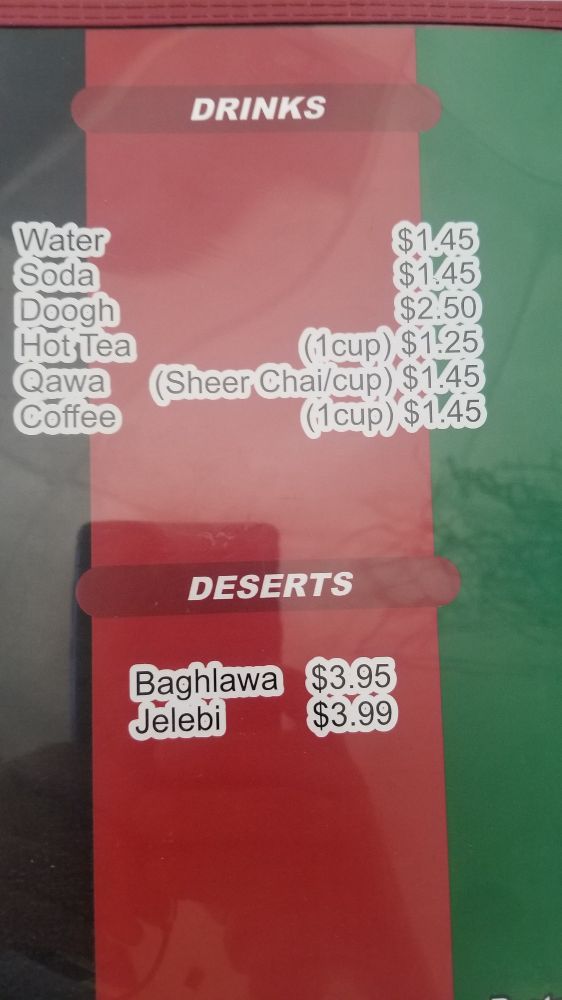 DRINKS
Water $1.45
Soda $1.45
Doogh $2.50
Hot Tea (1cup) $1.25
Qawa (Sheer Chai/cup) $1.45
Coffee (1cup) $1.45
DESERTS
Baghlawa $3.95
Jelebi $3.99